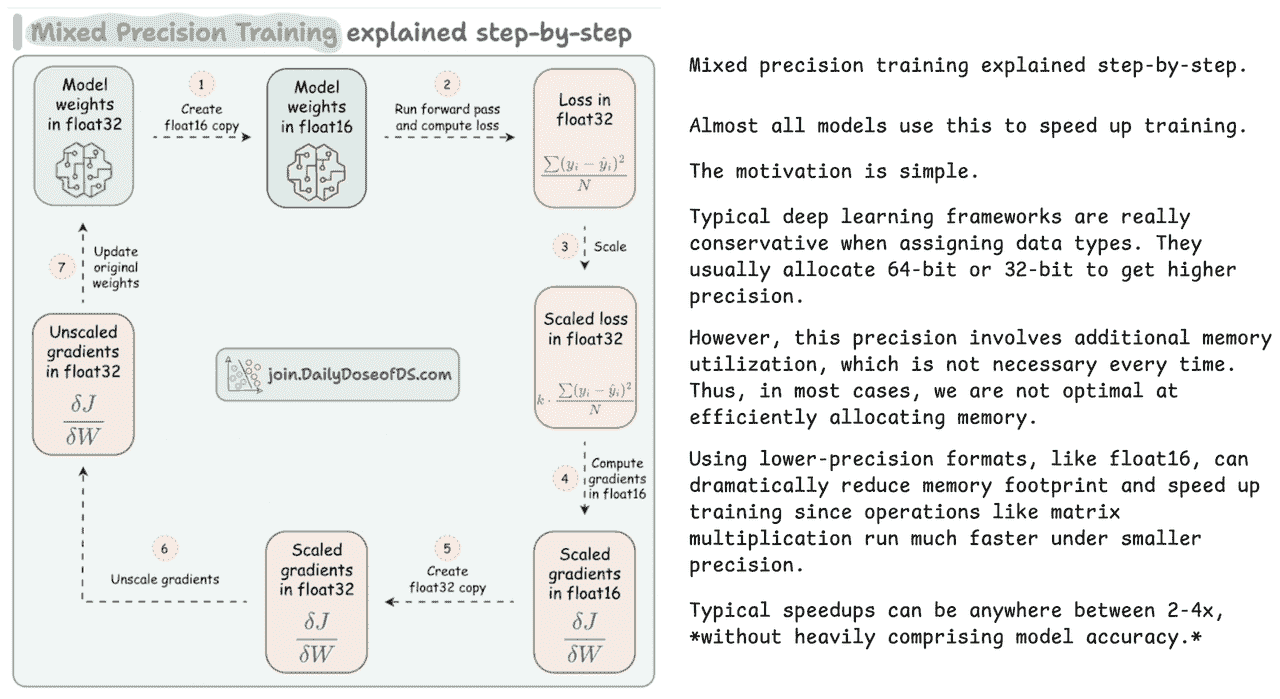 Mixed Precision Training explained step-by-step
Model
weights
in float32
1
Create
float16 copy
Model
weights
in float16
2
Run forward pass
and compute loss
Loss in
float32
∑(yᵢ − ŷᵢ)²
N
3
Scale
Scaled loss
in float32
k · ∑(yᵢ − ŷᵢ)²
N
4
Compute
gradients
in float16
Scaled
gradients
in float16
δJ
δW
5
Create
float32 copy
Scaled
gradients
in float32
δJ
δW
6
Unscale gradients
Unscaled
gradients
in float32
δJ
δW
7
Update
original
weights
join.DailyDoseofDS.com
Mixed precision training explained step-by-step.
Almost all models use this to speed up training.
The motivation is simple.
Typical deep learning frameworks are really
conservative when assigning data types. They
usually allocate 64-bit or 32-bit to get higher
precision.
However, this precision involves additional memory
utilization, which is not necessary every time.
Thus, in most cases, we are not optimal at
efficiently allocating memory.
Using lower-precision formats, like float16, can
dramatically reduce memory footprint and speed up
training since operations like matrix
multiplication run much faster under smaller
precision.
Typical speedups can be anywhere between 2-4x,
*without heavily comprising model accuracy.*